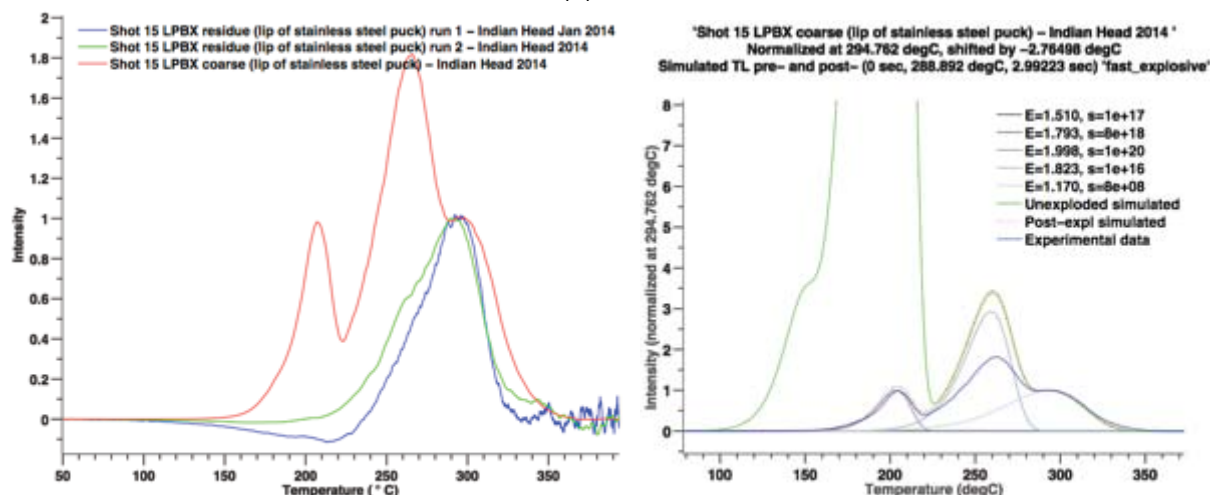 Shot 15 LPBX residue (lip of stainless steel puck) run 1 – Indian Head Jan 2014
Shot 15 LPBX residue (lip of stainless steel puck) run 2 – Indian Head 2014
Shot 15 LPBX coarse (lip of stainless steel puck) – Indian Head 2014
2
1.8
1.6
1.4
1.2
1
0.8
0.6
0.4
0.2
0
Intensity
50
100
150
200
250
300
350
Temperature (° C)
"Shot 15 LPBX coarse (lip of stainless steel puck) – Indian Head 2014 "
Normalized at 294.762 degC, shifted by −2.76498 degC
Simulated TL pre− and post− (0 sec, 288.892 degC, 2.99223 sec) "fast_explosive"
E=1.510, s=1e+17
E=1.793, s=8e+18
E=1.998, s=1e+20
E=1.823, s=1e+16
E=1.170, s=8e+08
Unexploded simulated
Post−expl simulated
Experimental data
8
7
6
5
4
3
2
1
0
Intensity (normalized at 294.762 degC)
100
150
200
250
300
350
Temperature (degC)